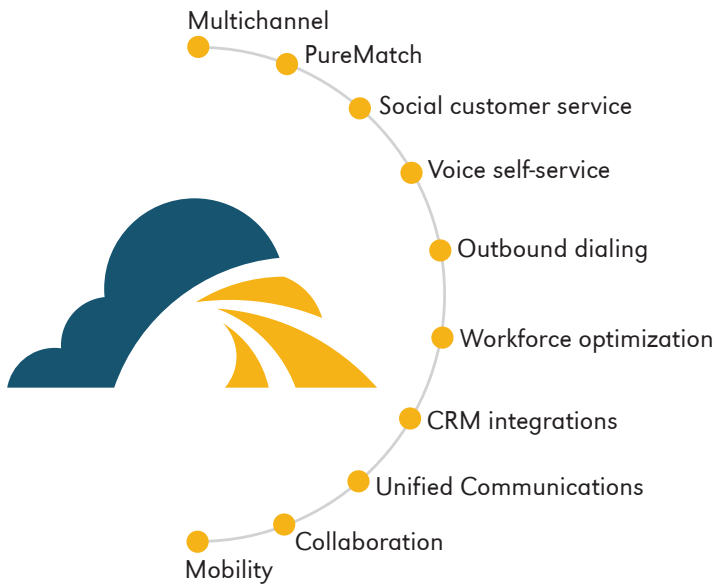 Multichannel
PureMatch
Social customer service
Voice self-service
Outbound dialing
Workforce optimization
CRM integrations
Unified Communications
Collaboration
Mobility